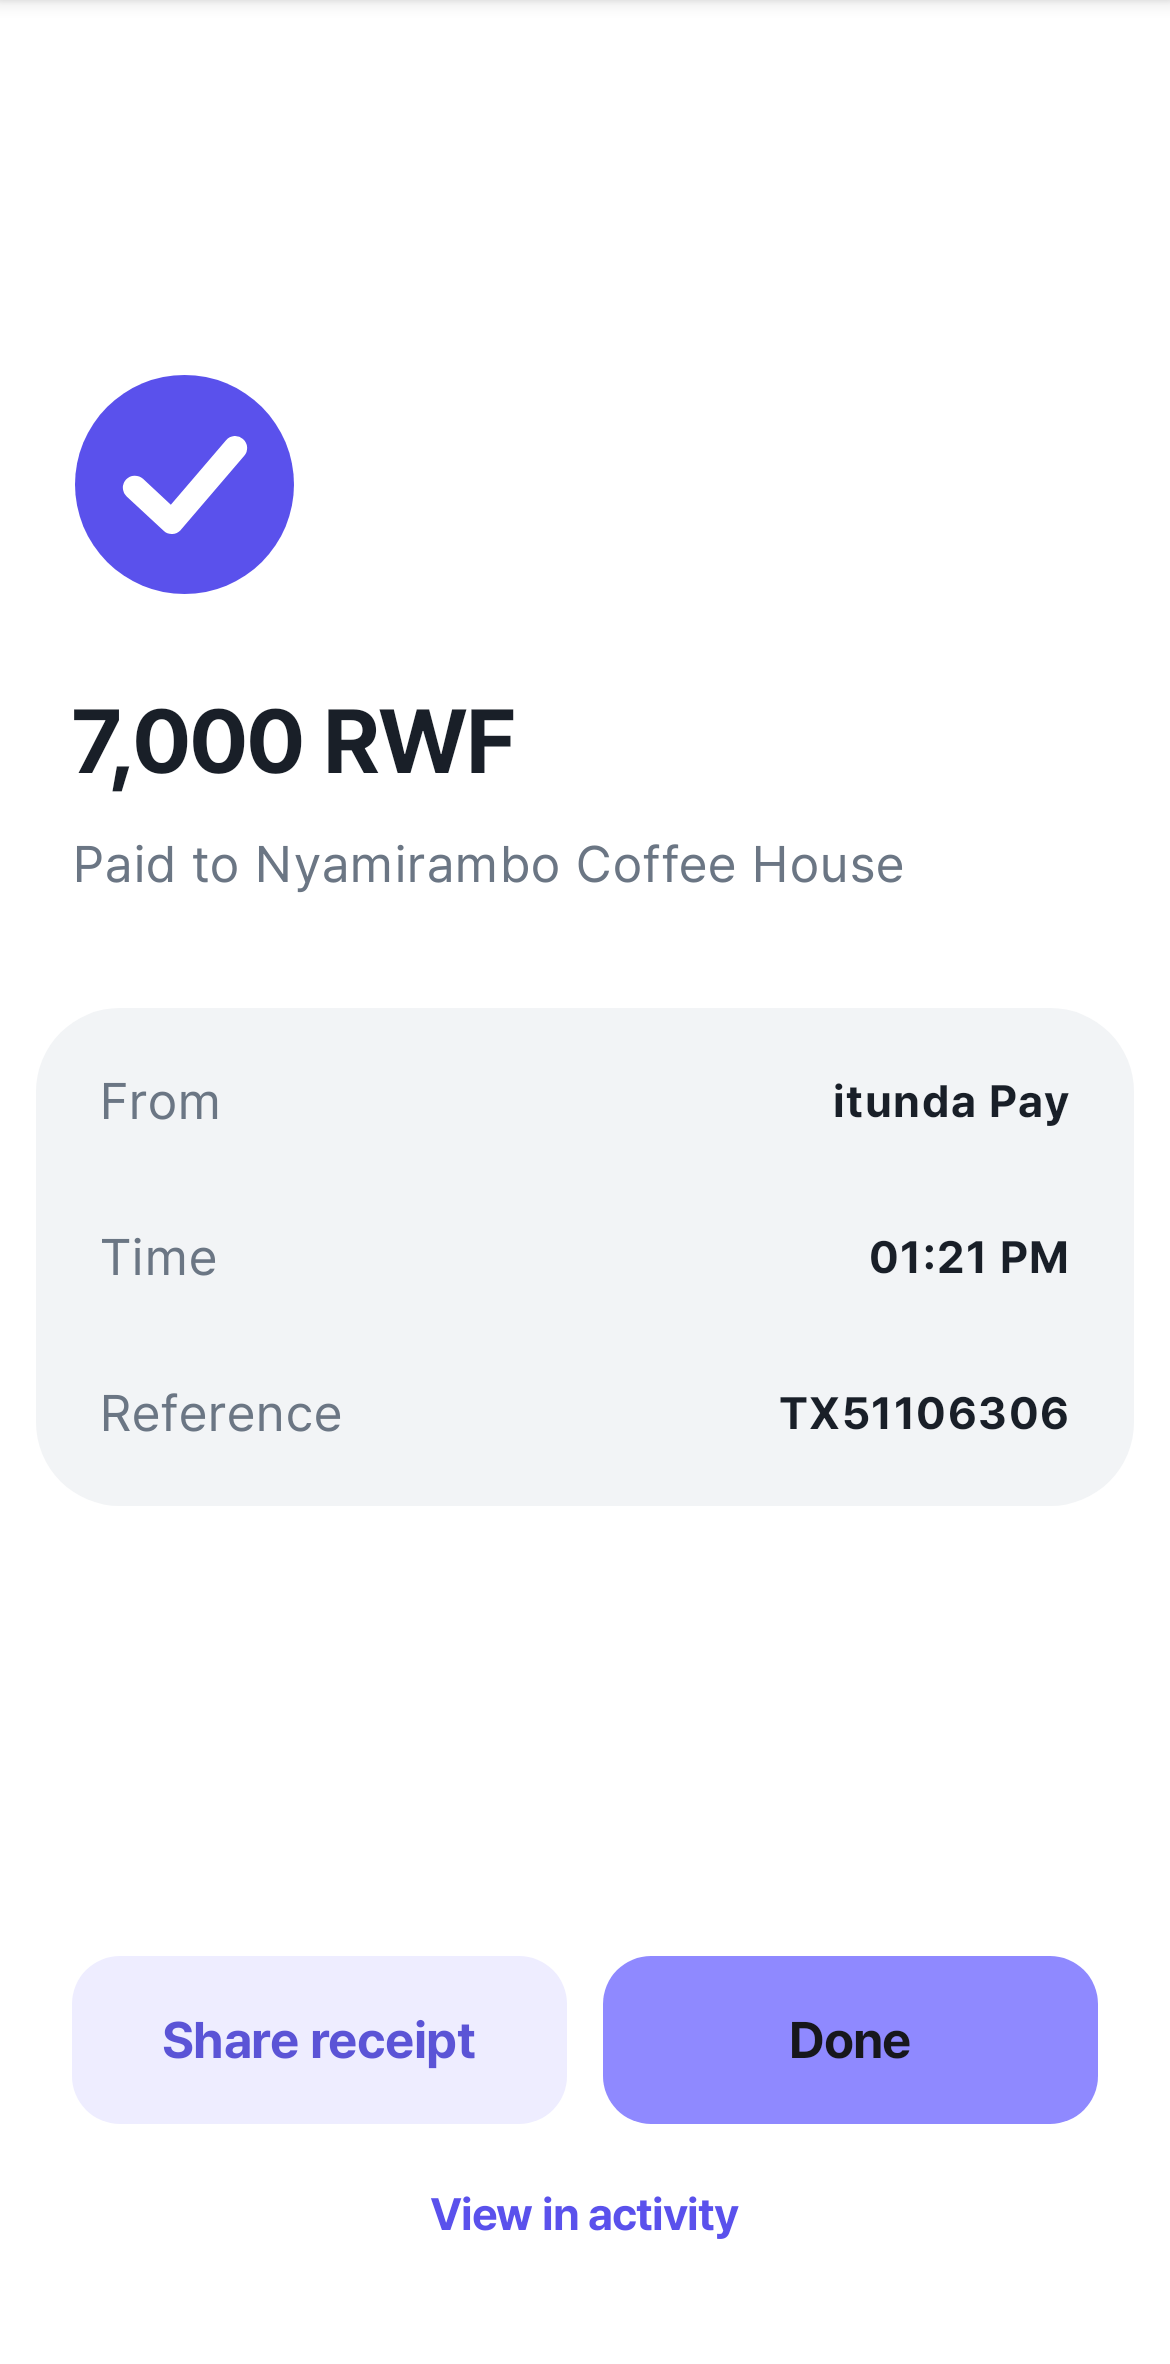 7,000 RWF
Paid to Nyamirambo Coffee House
From itunda Pay
Time 01:21 PM
Reference TX51106306
Share receipt Done
View in activity